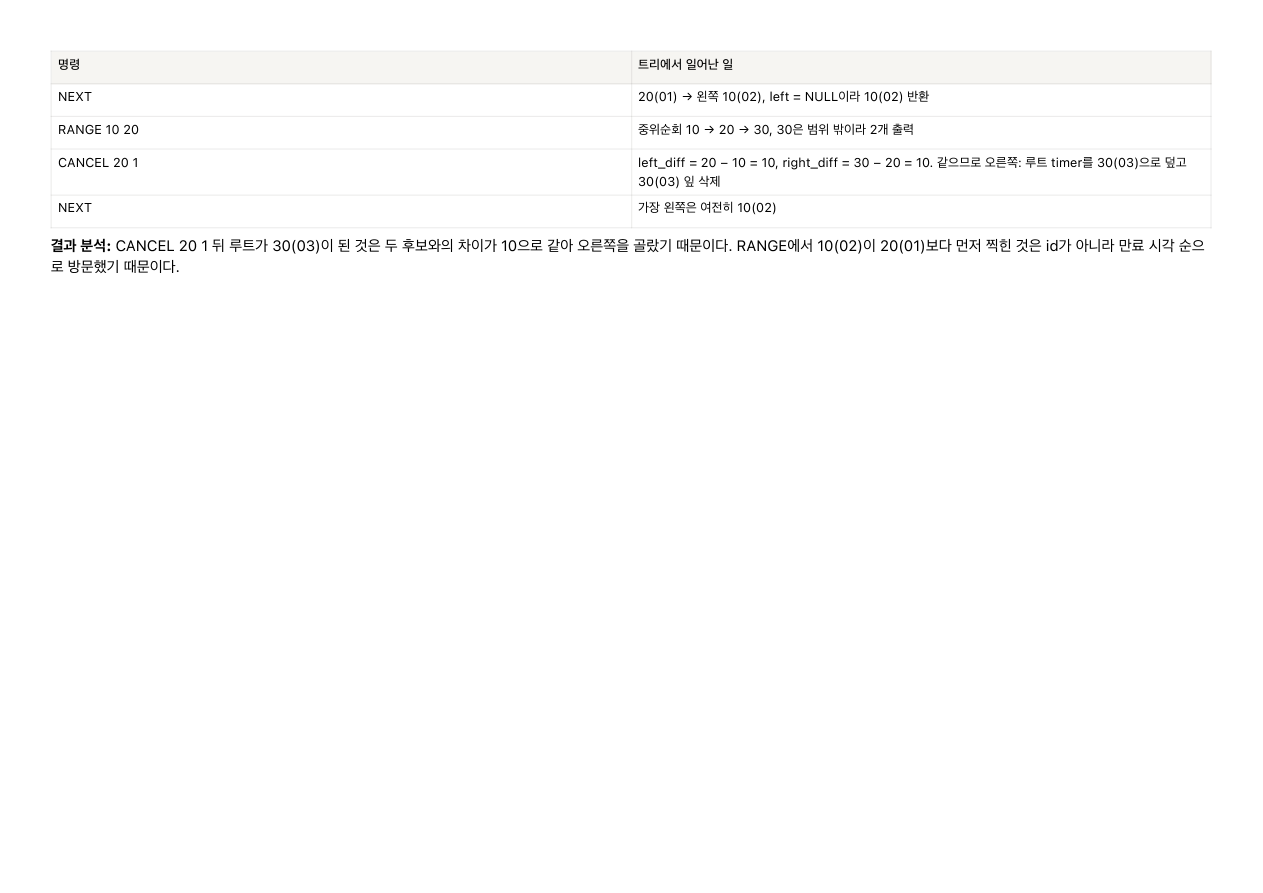 명령
트리에서 일어난 일
NEXT
20(01) → 왼쪽 10(02), left = NULL이라 10(02) 반환
RANGE 10 20
중위순회 10 → 20 → 30, 30은 범위 밖이라 2개 출력
CANCEL 20 1
left_diff = 20 − 10 = 10, right_diff = 30 − 20 = 10. 같으므로 오른쪽: 루트 timer를 30(03)으로 덮고
30(03) 잎 삭제
NEXT
가장 왼쪽은 여전히 10(02)
결과 분석: CANCEL 20 1 뒤 루트가 30(03)이 된 것은 두 후보와의 차이가 10으로 같아 오른쪽을 골랐기 때문이다. RANGE에서 10(02)이 20(01)보다 먼저 찍힌 것은 id가 아니라 만료 시각 순으
로 방문했기 때문이다.